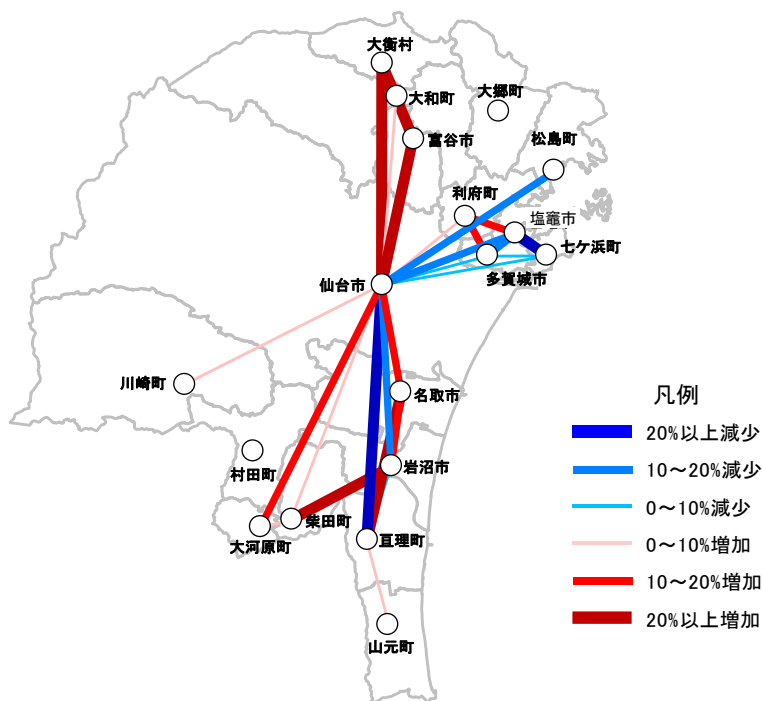 大衡村
大和町
大郷町
富谷市
松島町
利府町
塩竈市
七ケ浜町
多賀城市
仙台市
川崎町
名取市
村田町
岩沼市
柴田町
大河原町
亘理町
山元町
凡例
20%以上減少
10～20%減少
0～10%減少
0～10%増加
10～20%増加
20%以上増加